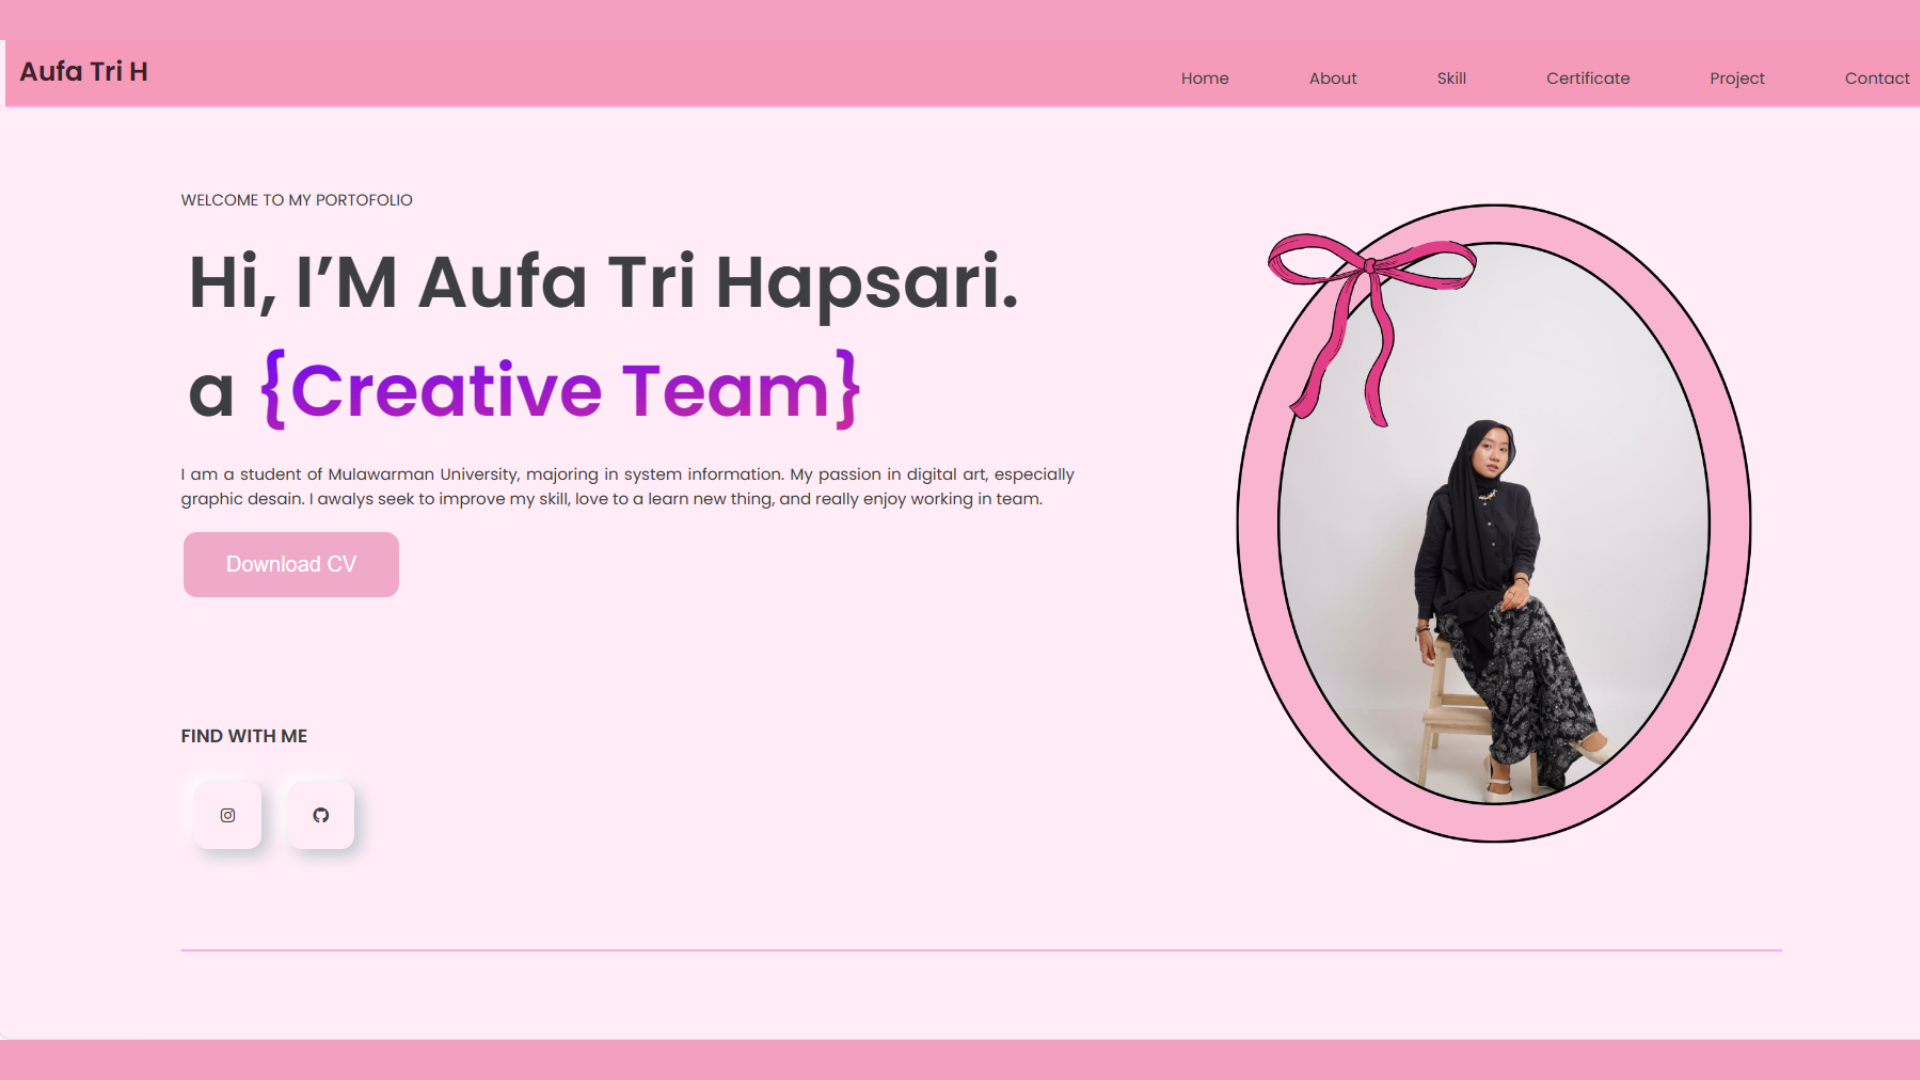 Aufa Tri H
Home About Skill Certificate Project Contact
WELCOME TO MY PORTOFOLIO
Hi, I’M Aufa Tri Hapsari.
a {Creative Team}
I am a student of Mulawarman University, majoring in system information. My passion in digital art, especially
graphic desain. I awalys seek to improve my skill, love to a learn new thing, and really enjoy working in team.
Download CV
FIND WITH ME